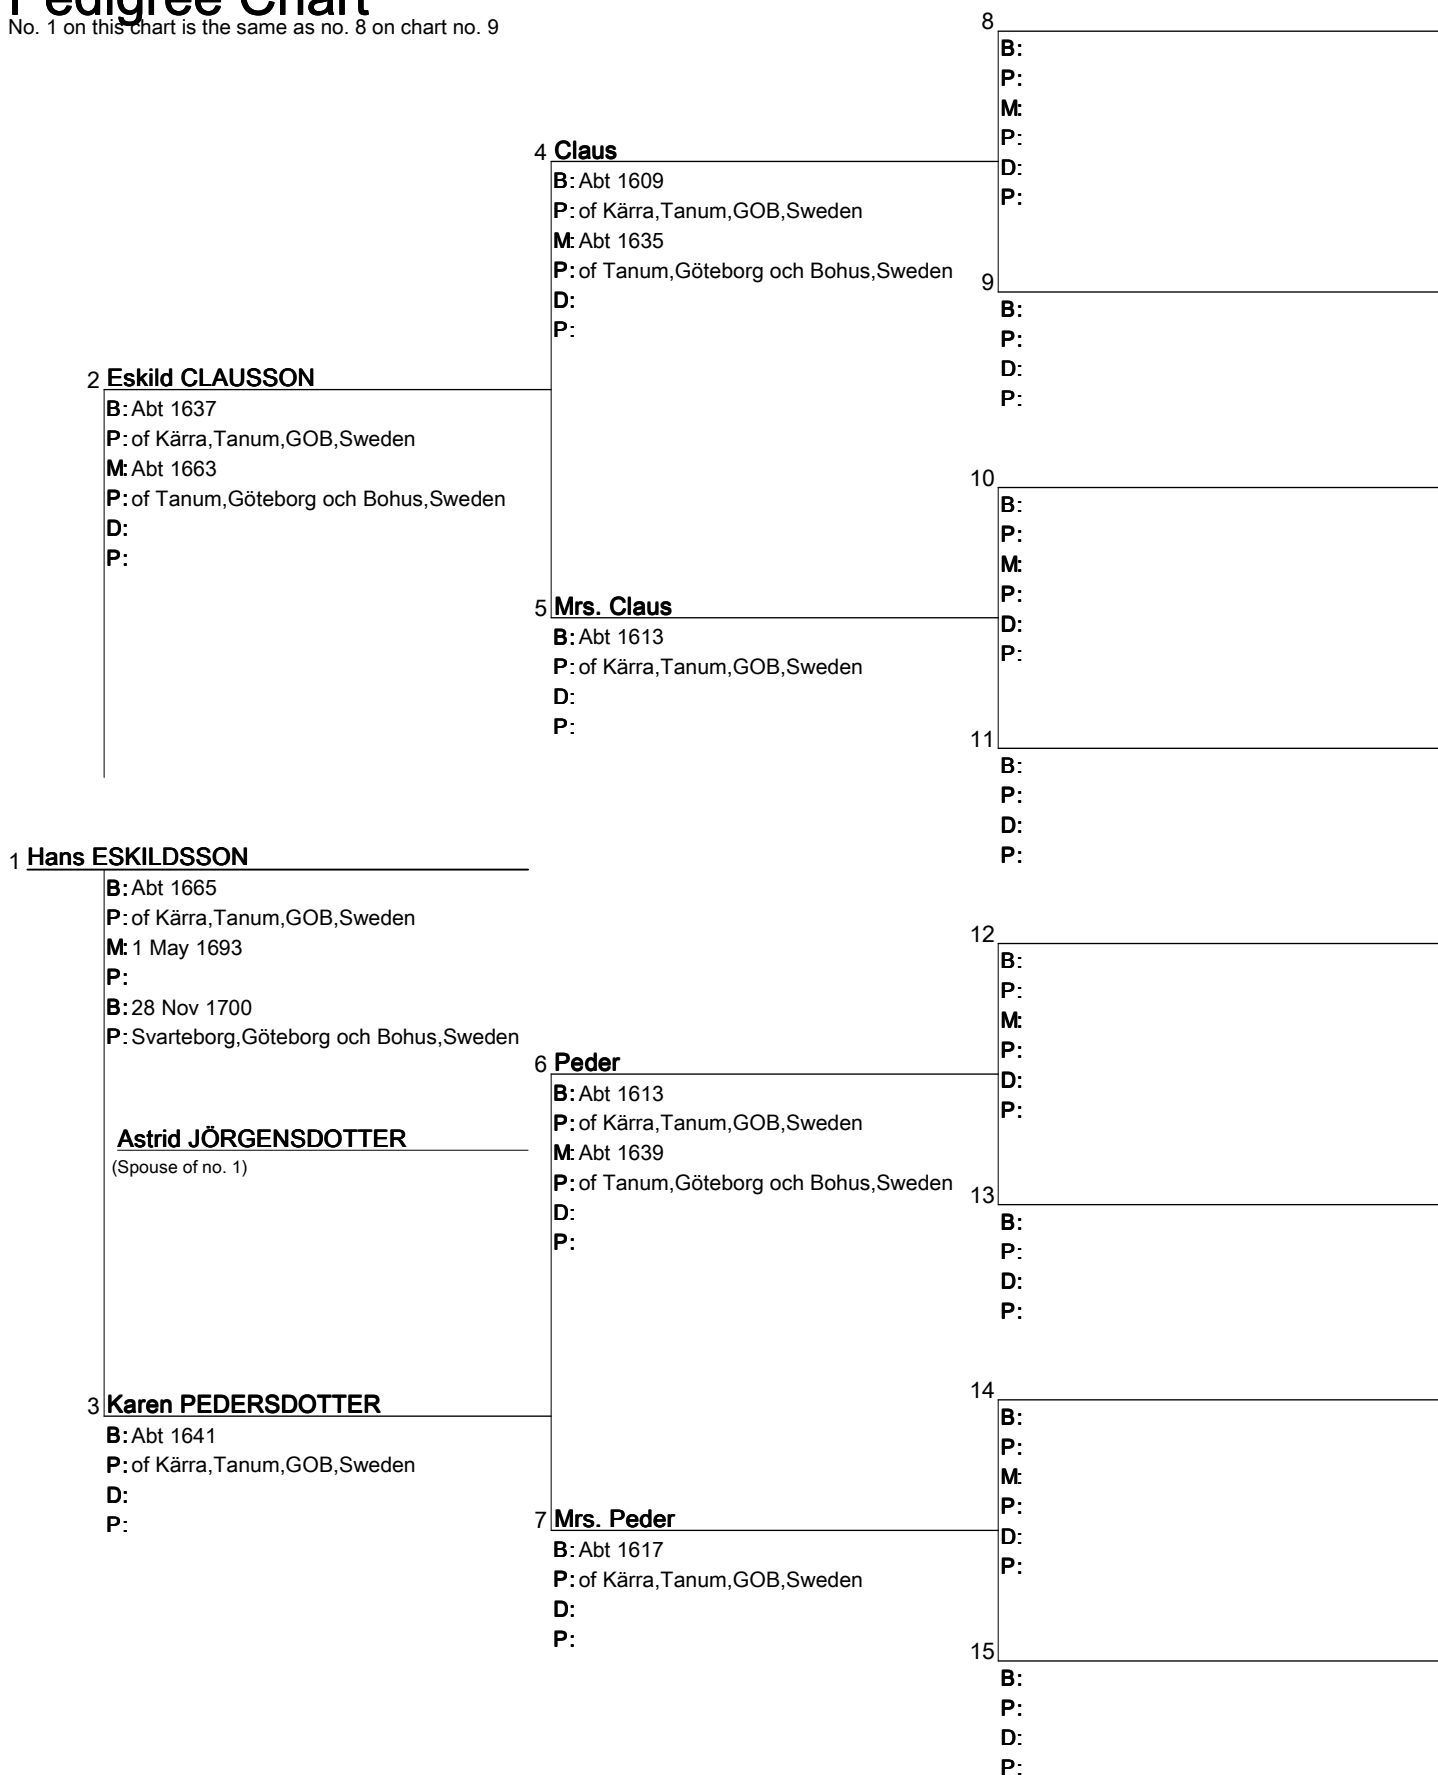 Pedigree Chart
No. 1 on this chart is the same as no. 8 on chart no. 9
8
B:
P:
M:
P:
D:
P:
4 Claus
B: Abt 1609
P: of Kärra,Tanum,GOB,Sweden
M: Abt 1635
P: of Tanum,Göteborg och Bohus,Sweden
D:
P:
9
B:
P:
D:
P:
2 Eskild CLAUSSON
B: Abt 1637
P: of Kärra,Tanum,GOB,Sweden
M: Abt 1663
P: of Tanum,Göteborg och Bohus,Sweden
D:
P:
10
B:
P:
M:
P:
D:
P:
5 Mrs. Claus
B: Abt 1613
P: of Kärra,Tanum,GOB,Sweden
D:
P:
11
B:
P:
D:
P:
1 Hans ESKILDSSON
B: Abt 1665
P: of Kärra,Tanum,GOB,Sweden
M: 1 May 1693
P:
B: 28 Nov 1700
P: Svarteborg,Göteborg och Bohus,Sweden
Astrid JÖRGENSDOTTER
(Spouse of no. 1)
12
B:
P:
M:
P:
D:
P:
6 Peder
B: Abt 1613
P: of Kärra,Tanum,GOB,Sweden
M: Abt 1639
P: of Tanum,Göteborg och Bohus,Sweden
D:
P:
13
B:
P:
D:
P:
3 Karen PEDERSDOTTER
B: Abt 1641
P: of Kärra,Tanum,GOB,Sweden
D:
P:
14
B:
P:
M:
P:
D:
P:
7 Mrs. Peder
B: Abt 1617
P: of Kärra,Tanum,GOB,Sweden
D:
P:
15
B:
P:
D:
P: